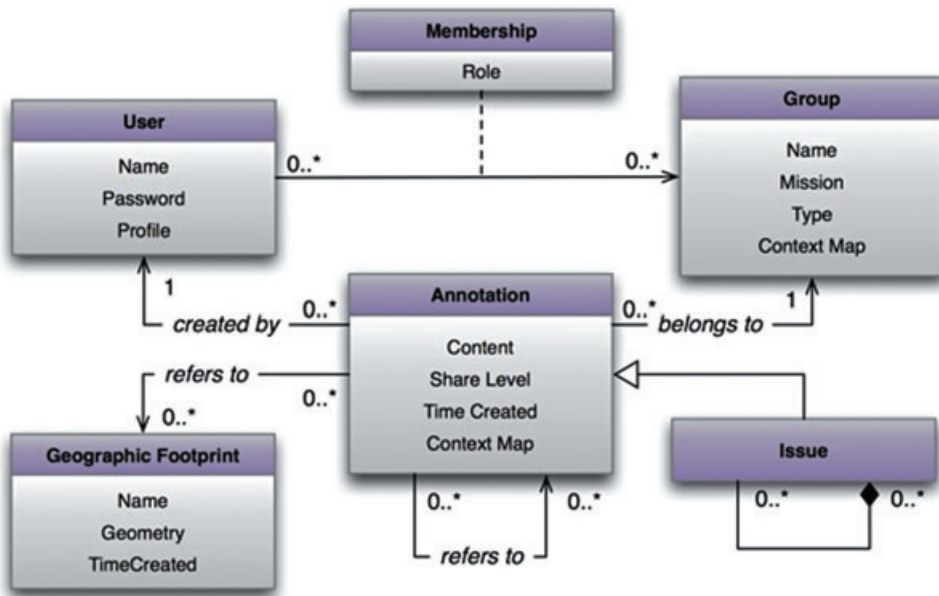 Membership
Role
User
Name
Password
Profile
0..*
0..*
Group
Name
Mission
Type
Context Map
1
created by
0..*
Annotation
Content
Share Level
Time Created
Context Map
0..*
belongs to
1
refers to
0..*
0..*
Geographic Footprint
Name
Geometry
TimeCreated
0..*
0..*
refers to
Issue
0..*
0..*